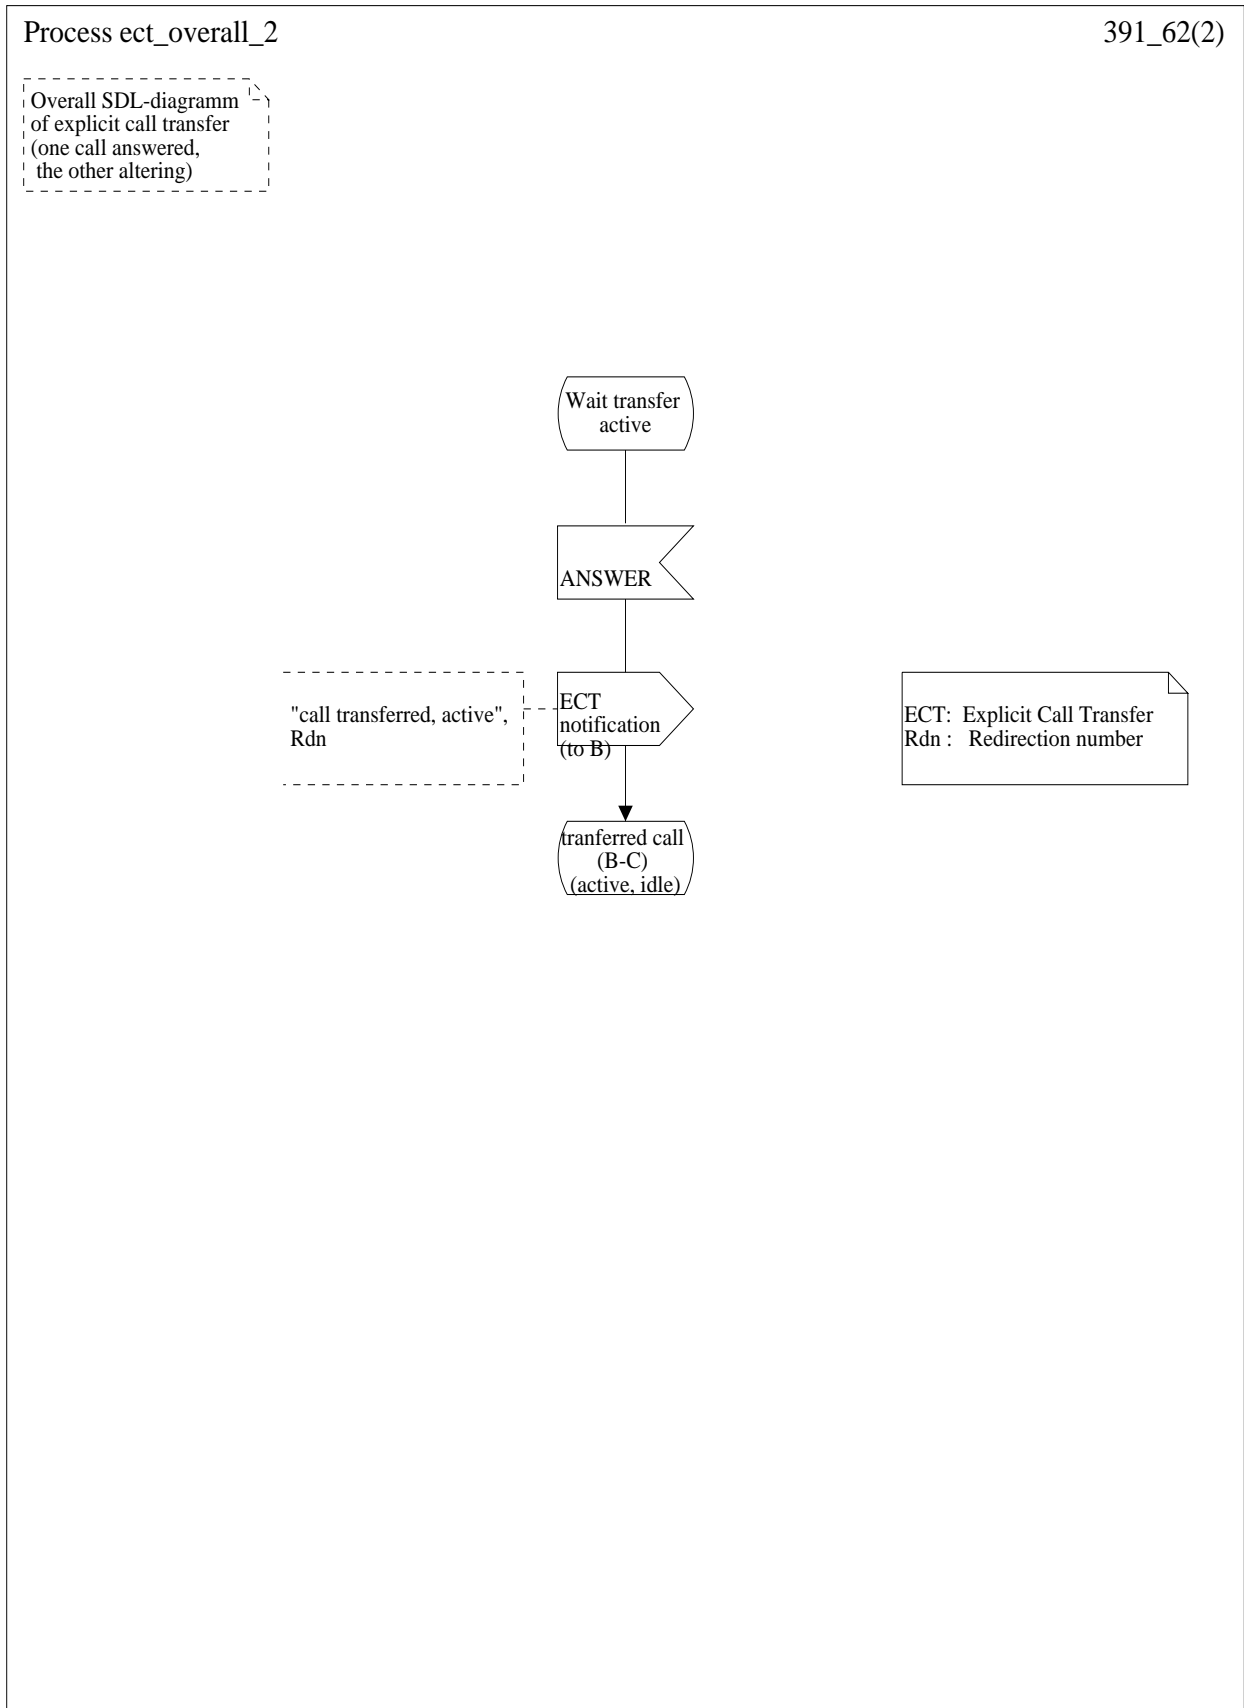 Process ect_overall_2
391_62(2)
Overall SDL-diagramm
of explicit call transfer
(one call answered,
the other altering)
Wait transfer
active
ANSWER
"call transferred, active",
Rdn
ECT
notification
(to B)
ECT:  Explicit Call Transfer
Rdn :   Redirection number
tranferred call
(B-C)
(active, idle)